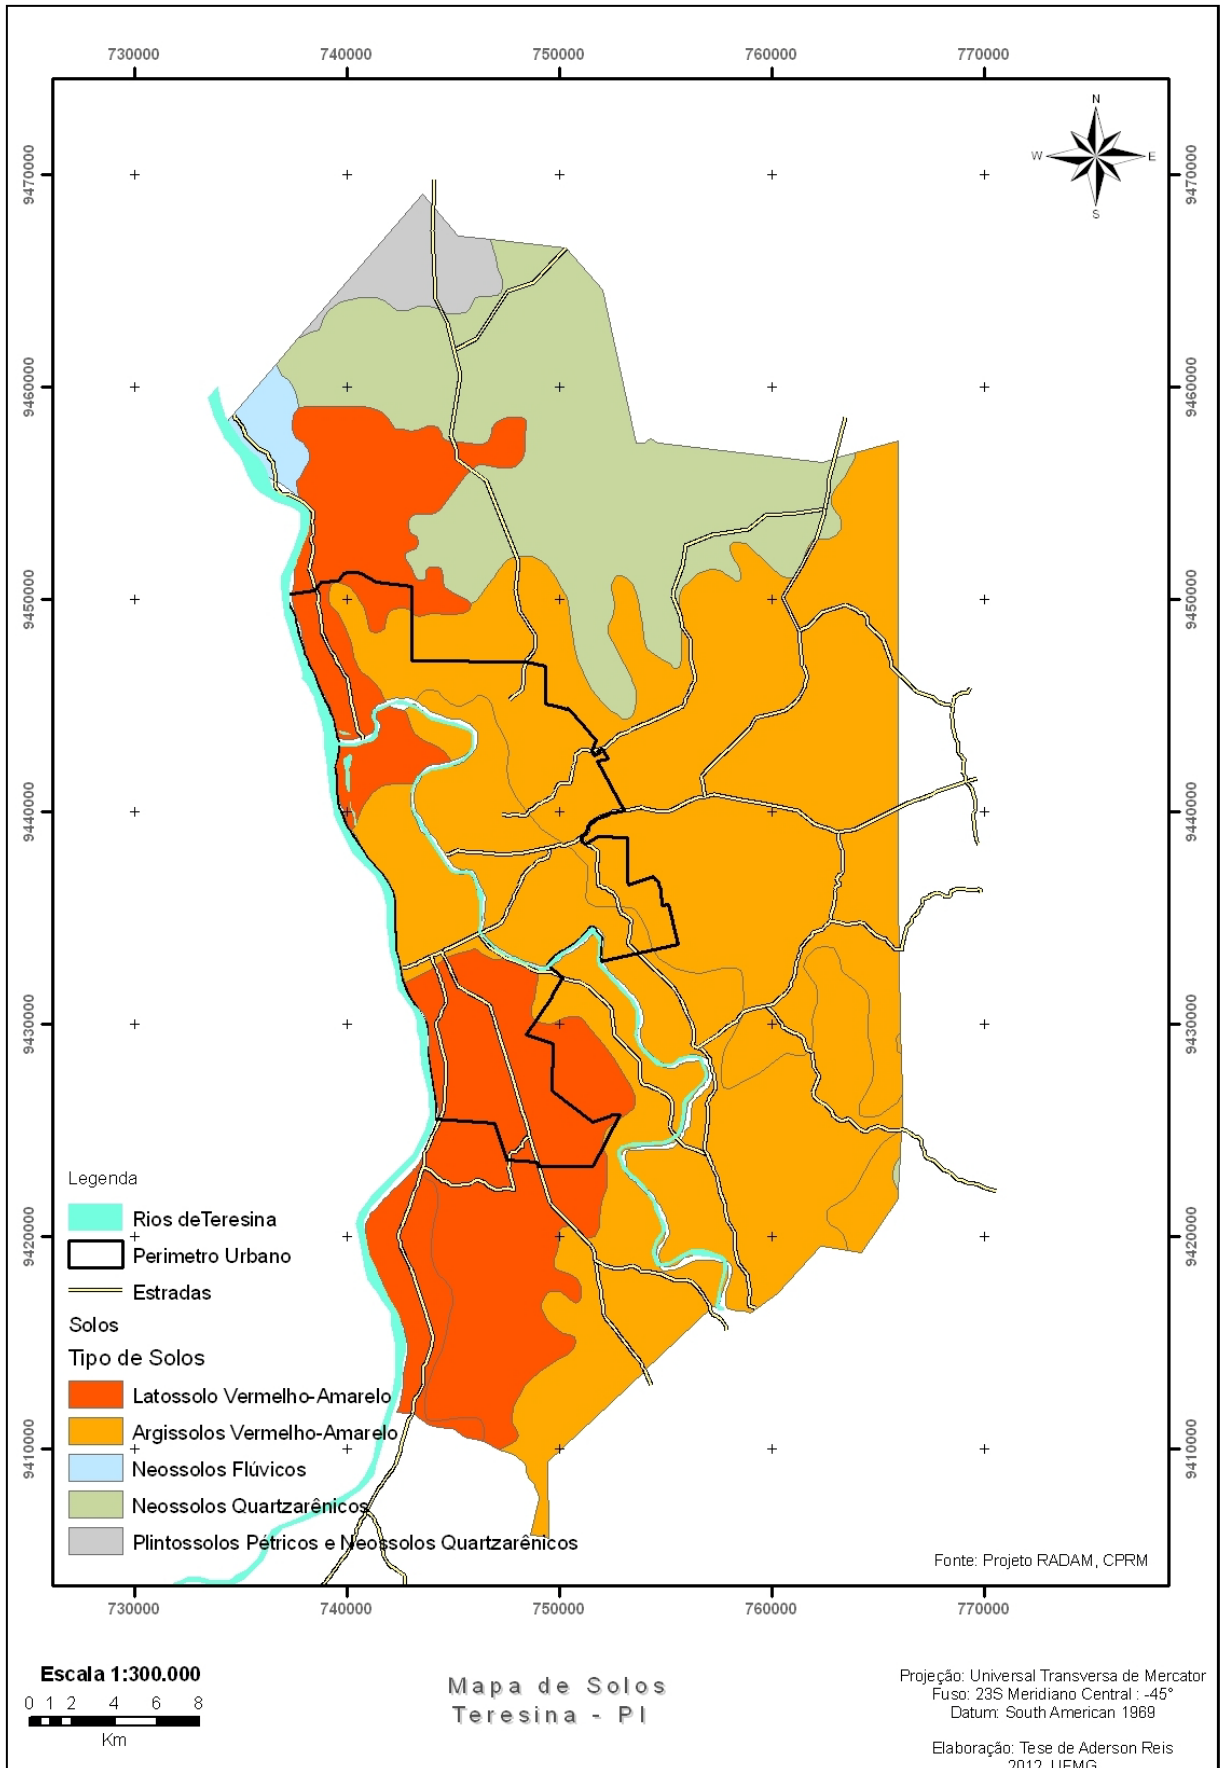 730000 740000 750000 760000 770000
N
W E
S
9470000 9470000
9460000 9460000
9450000 9450000
9440000 9440000
9430000 9430000
9420000 9420000
9410000 9410000
Legenda
Rios deTeresina
Perimetro Urbano
Estradas
Solos
Tipo de Solos
Latossolo Vermelho-Amarelo
Argissolos Vermelho-Amarelo
Neossolos Flúvicos
Neossolos Quartzarênicos
Plintossolos Pétricos e Neossolos Quartzarênicos
Fonte: Projeto RADAM, CPRM
730000 740000 750000 760000 770000
Escala 1:300.000
0 1 2 4 6 8
Km
Mapa de Solos
Teresina - PI
Projeção: Universal Transversa de Mercator
Fuso: 23S Meridiano Central : -45°
Datum: South American 1969
Elaboração: Tese de Aderson Reis
2012, UFMG